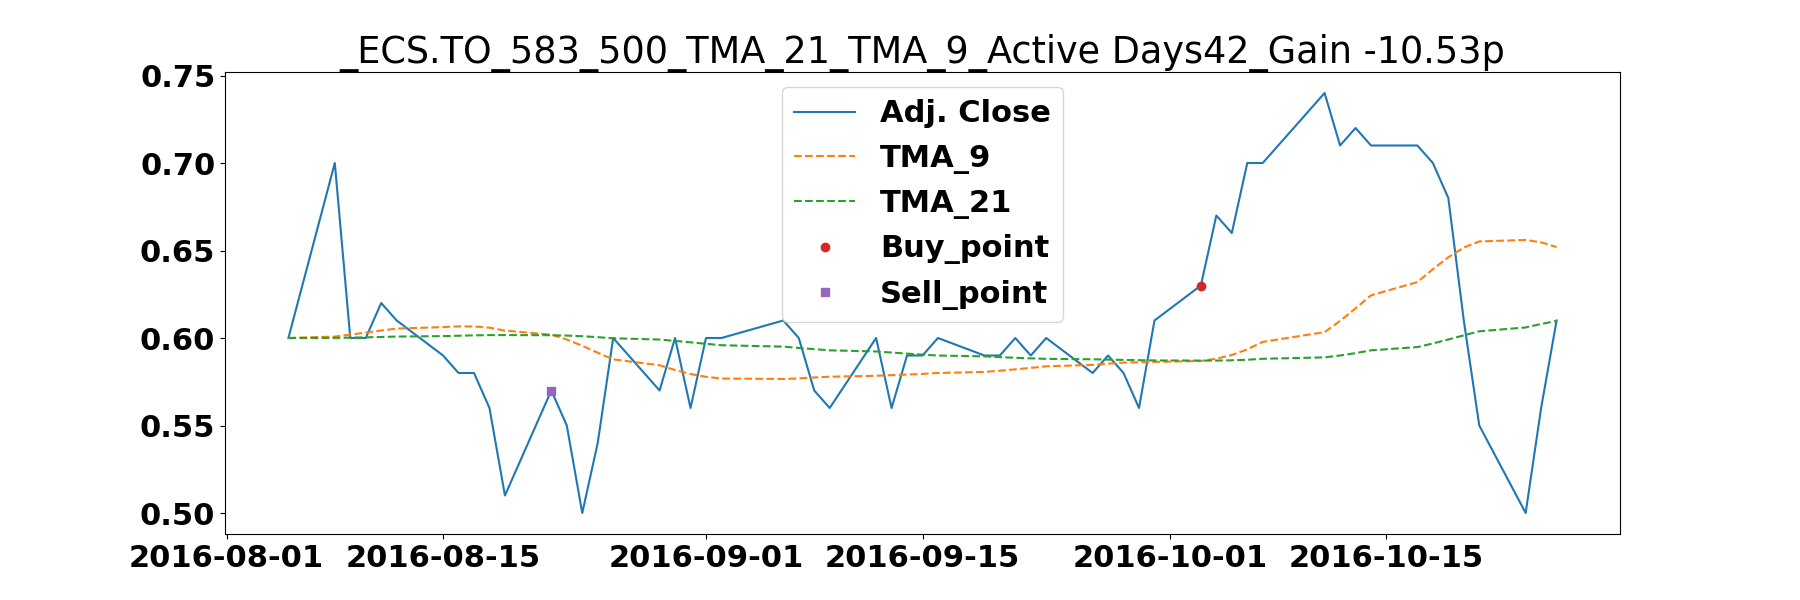 _ECS.TO_583_500_TMA_21_TMA_9_Active Days42_Gain -10.53p
0.75
0.70
0.65
0.60
0.55
0.50
Adj. Close
TMA_9
TMA_21
Buy_point
Sell_point
2016-08-01 2016-08-15 2016-09-01 2016-09-15 2016-10-01 2016-10-15